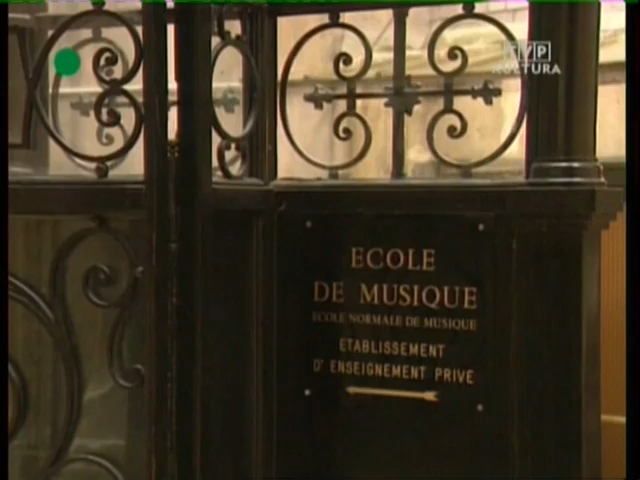 TVP
KULTURA
ECOLE
DE MUSIQUE
ECOLE NORMALE DE MUSIQUE
ETABLISSEMENT
D' ENSEIGNEMENT PRIVE